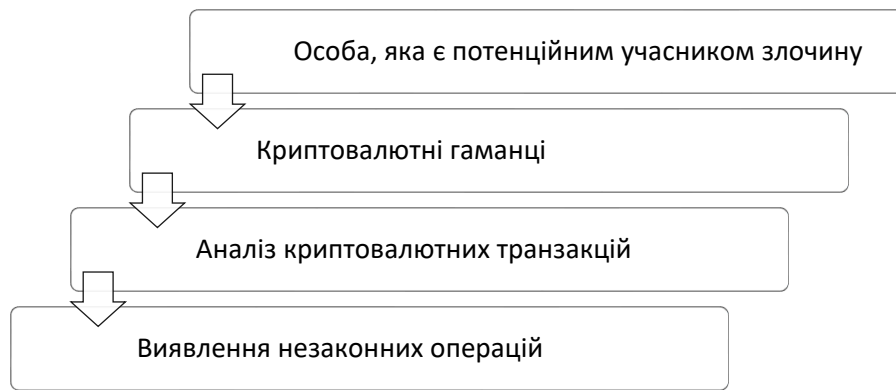 Особа, яка є потенційним учасником злочину
Криптовалютні гаманці
Аналіз криптовалютних транзакцій
Виявлення незаконних операцій